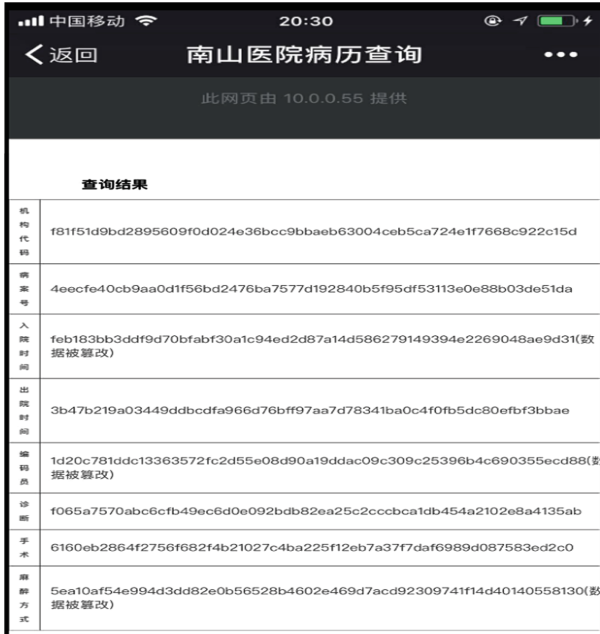 中国移动 20:30
返回 南山医院病历查询
此网页由 10.0.0.55 提供
查询结果
机构代码 f81f51d9bd2895609f0d024e36bcc9bbaeb63004ceb5ca724e1f7668c922c15d
病案号 4eecfe40cb9aa0d1f56bd2476ba7577d192840b5f95df53113e0e88b03de51da
入院时间 feb183bb3ddf9d70bfabf30a1c94ed2d87a14d586279149394e2269048ae9d31(数
据被篡改)
出院时间 3b47b219a03449ddbcdfa966d76bff97aa7d78341ba0c4f0fb5dc80efbf3bbae
编码员 1d20c781ddc13363572fc2d55e08d90a19ddac09c309c25396b4c690355ecd88(数
据被篡改)
诊断 f065a7570abc6cfb49ec6d0e092bdb82ea25c2cccbca1db454a2102e8a4135ab
手术 6160eb2864f2756f682f4b21027c4ba225f12eb7a37f7daf6989d087583ed2c0
麻醉方式 5ea10af54e994d3dd82e0b56528b4602e469d7acd92309741f14d40140558130(数
据被篡改)